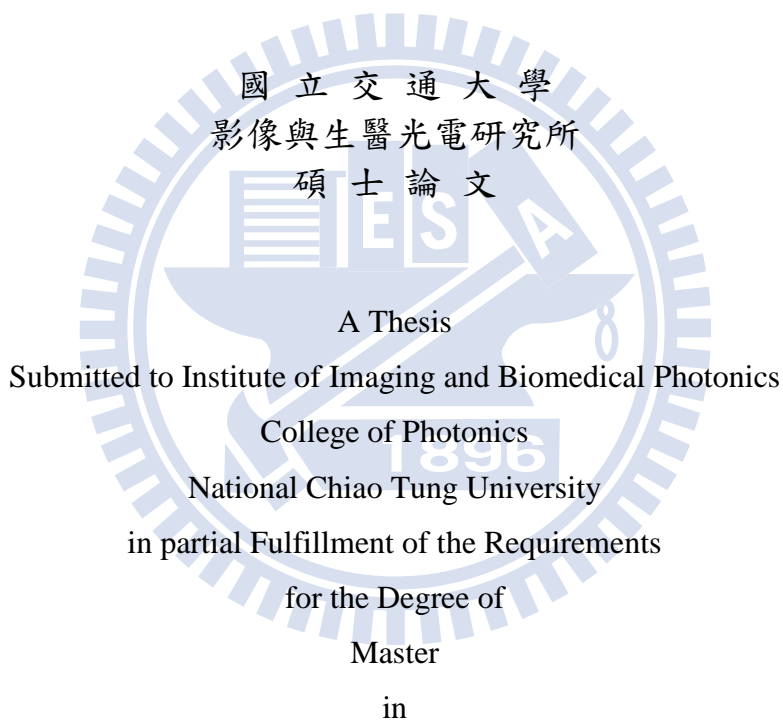 國 立 交 通 大 學
影像與生醫光電研究所
碩 士 論 文
E S A
A Thesis
8
Submitted to Institute of Imaging and Biomedical Photonics
College of Photonics
1896
National Chiao Tung University
in partial Fulfillment of the Requirements
for the Degree of
Master
in